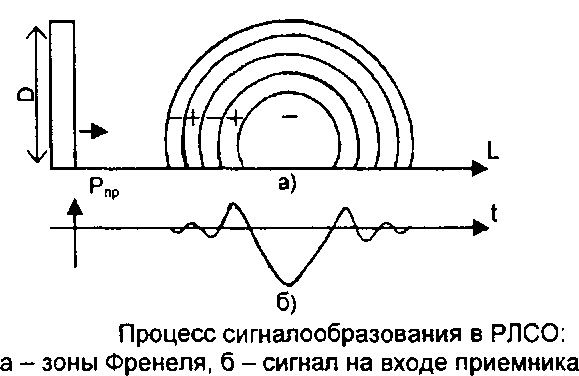 D
– + – + –
L
а)
Pпр
t
б)
Процесс сигналообразования в РЛСО:
а – зоны Френеля, б – сигнал на входе приемника